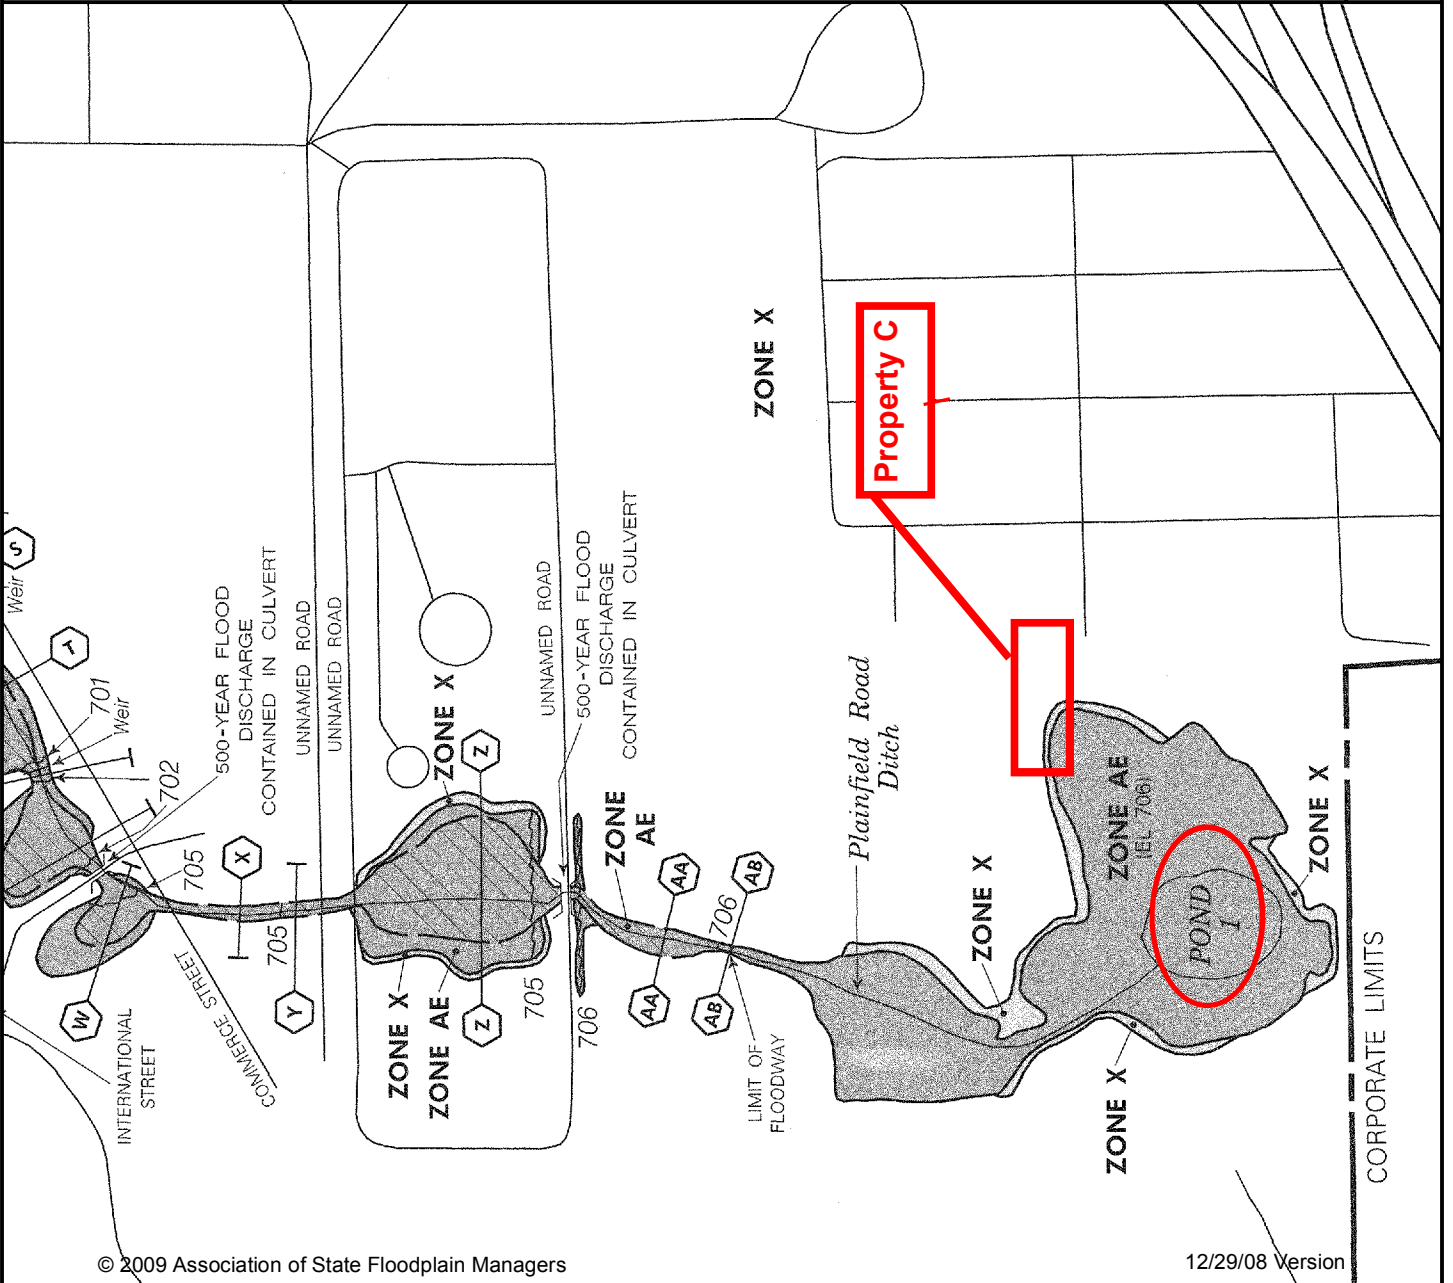 ZONE X
Property C
S
Weir
T
701
Weir
702
500-YEAR FLOOD
DISCHARGE
CONTAINED IN CULVERT
UNNAMED ROAD
UNNAMED ROAD
ZONE X
Z
UNNAMED ROAD
500-YEAR FLOOD
DISCHARGE
CONTAINED IN CULVERT
ZONE
AE
Plainfield Road
Ditch
ZONE AE
(EL 706)
ZONE X
POND
1
ZONE X
705
X
705
W
Y
INTERNATIONAL
STREET
COMMERCE STREET
ZONE X
ZONE AE
Z
705
706
AA
AA
AB
AB
706
LIMIT OF
FLOODWAY
ZONE X
CORPORATE LIMITS
© 2009 Association of State Floodplain Managers
12/29/08 Version